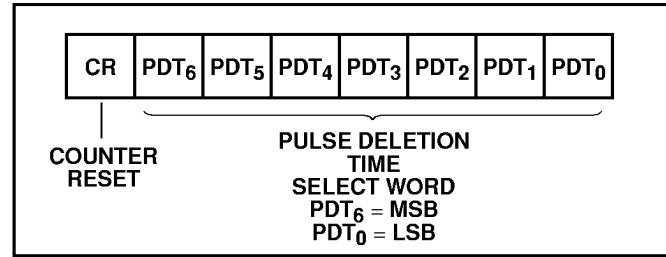 CR PDT6 PDT5 PDT4 PDT3 PDT2 PDT1 PDT0
COUNTER
RESET
PULSE DELETION
TIME
SELECT WORD
PDT6 = MSB
PDT0 = LSB